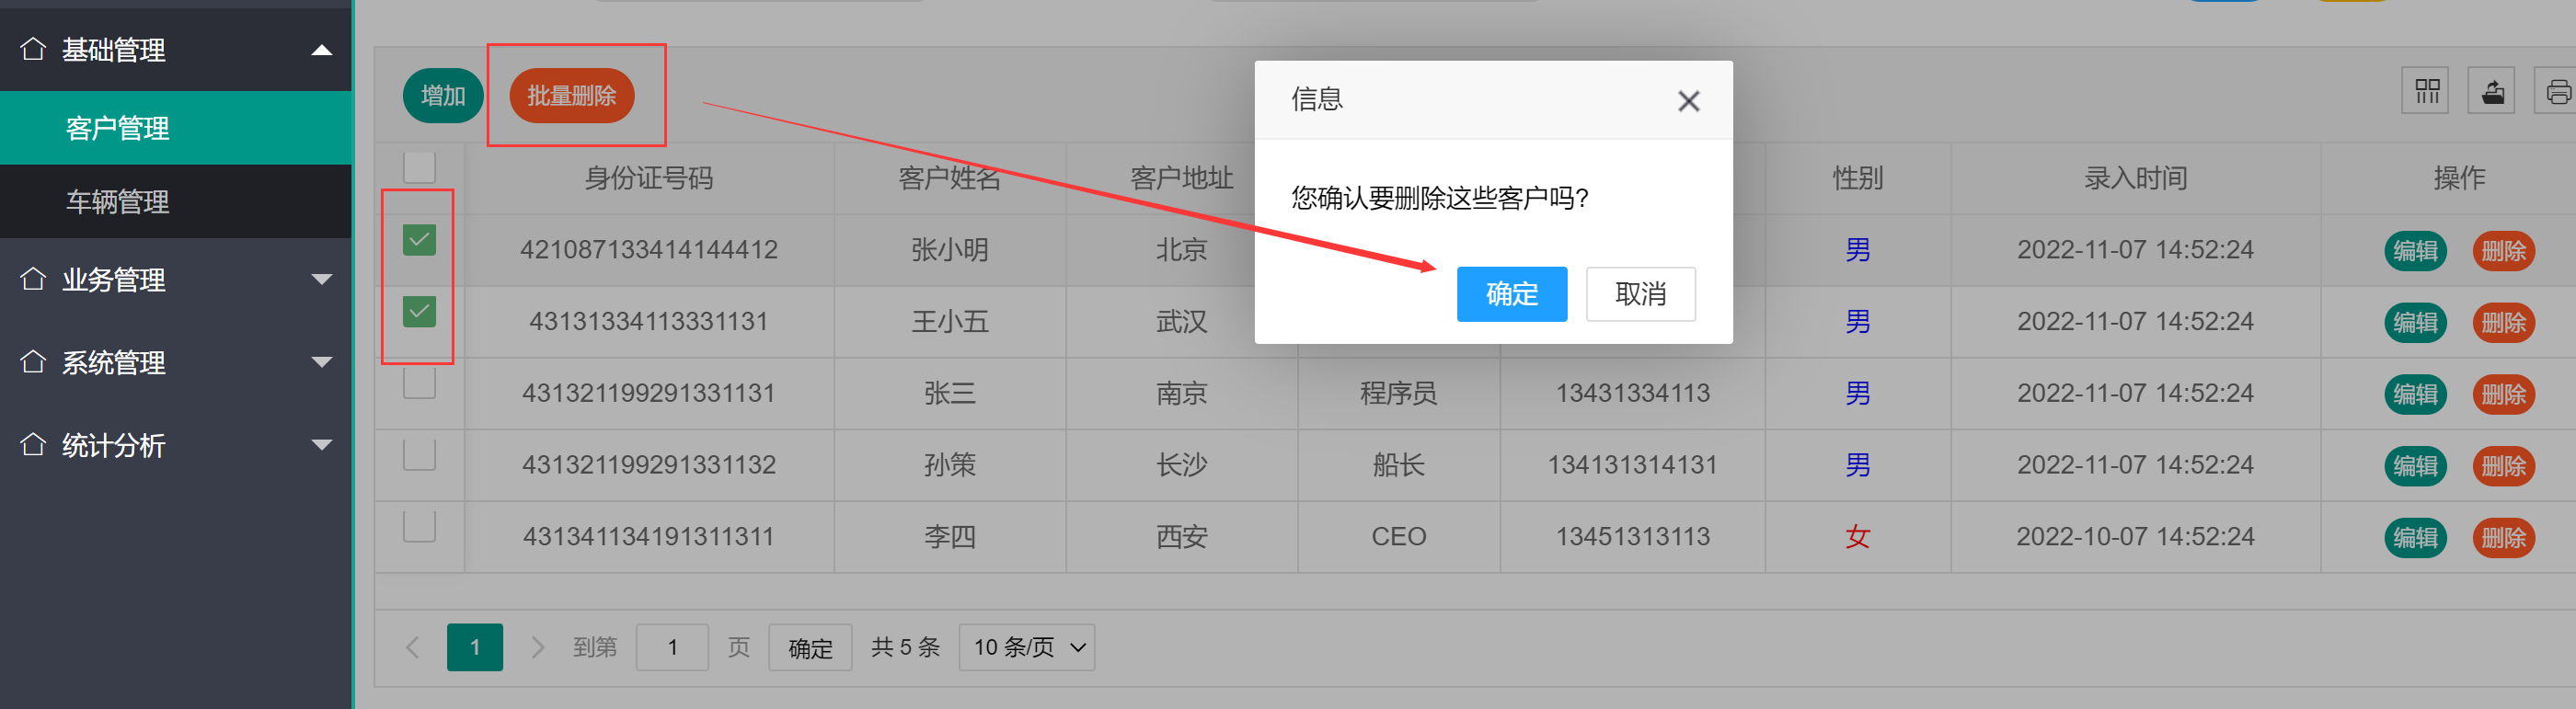 基础管理
客户管理
车辆管理
业务管理
系统管理
统计分析
增加 批量删除
信息
您确认要删除这些客户吗?
确定 取消
身份证号码 客户姓名 客户地址 性别 录入时间 操作
421087133414144412 张小明 北京 男 2022-11-07 14:52:24 编辑 删除
43131334113331131 王小五 武汉 男 2022-11-07 14:52:24 编辑 删除
431321199291331131 张三 南京 程序员 13431334113 男 2022-11-07 14:52:24 编辑 删除
431321199291331132 孙策 长沙 船长 134131314131 男 2022-11-07 14:52:24 编辑 删除
431341134191311311 李四 西安 CEO 13451313113 女 2022-10-07 14:52:24 编辑 删除
1 到第 1 页 确定 共 5 条 10 条/页